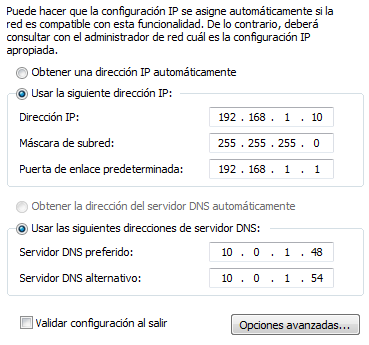 Puede hacer que la configuración IP se asigne automáticamente si la
red es compatible con esta funcionalidad. De lo contrario, deberá
consultar con el administrador de red cuál es la configuración IP
apropiada.
Obtener una dirección IP automáticamente
Usar la siguiente dirección IP:
Dirección IP: 192 . 168 . 1 . 10
Máscara de subred: 255 . 255 . 255 . 0
Puerta de enlace predeterminada: 192 . 168 . 1 . 1
Obtener la dirección del servidor DNS automáticamente
Usar las siguientes direcciones de servidor DNS:
Servidor DNS preferido: 10 . 0 . 1 . 48
Servidor DNS alternativo: 10 . 0 . 1 . 54
Validar configuración al salir Opciones avanzadas...